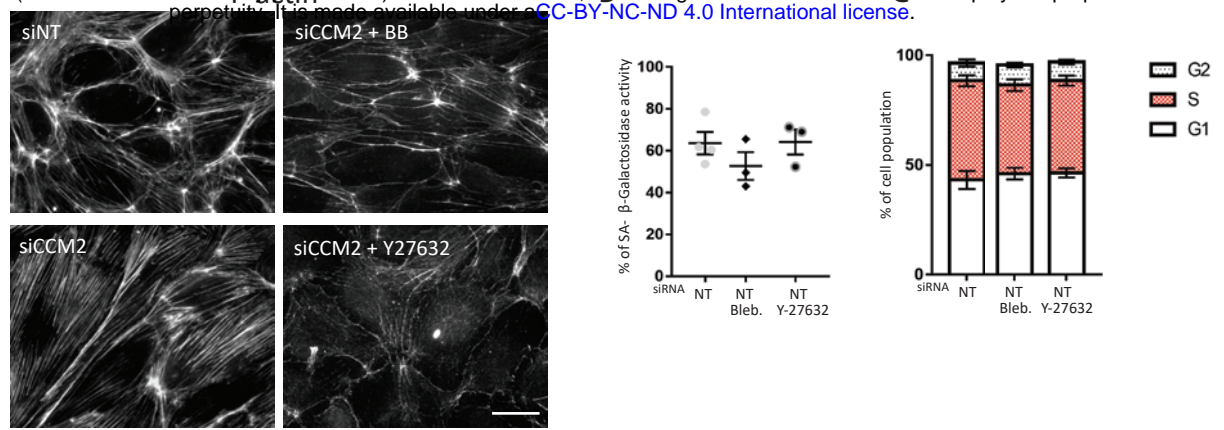 perpetuity. It is made available under aCC-BY-NC-ND 4.0 International license.
siNT
siCCM2 + BB
siCCM2
siCCM2 + Y27632
% of SA- β-Galactosidase activity
100
80
60
40
20
0
siRNA NT NT NT
Bleb. Y-27632
% of cell population
100
50
0
siRNA NT NT NT
Bleb. Y-27632
G2
S
G1